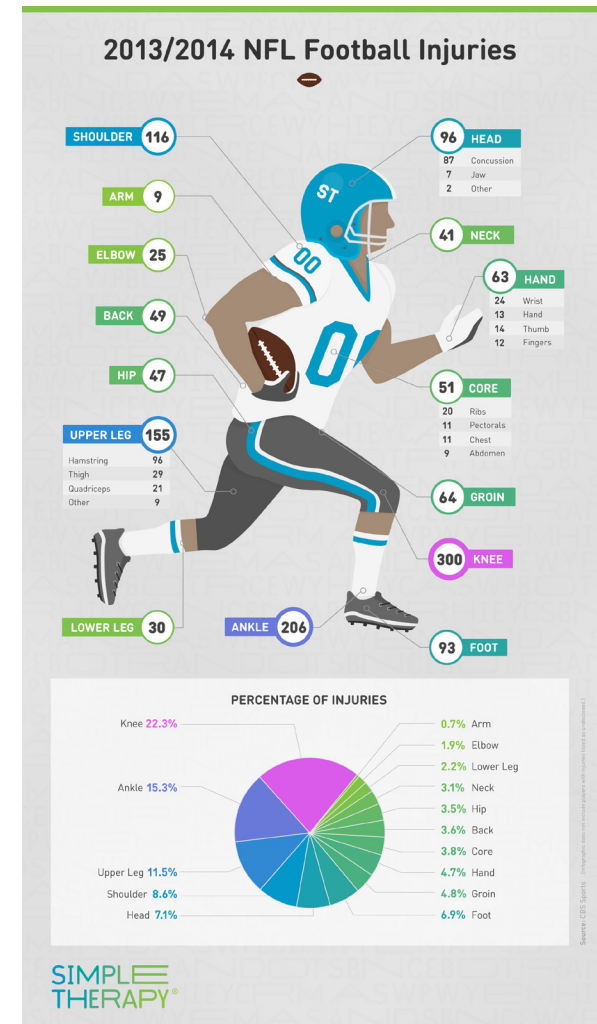 2013/2014 NFL Football Injuries
SHOULDER 116
96 HEAD
87 Concussion
7 Jaw
2 Other
ARM 9
ST
41 NECK
ELBOW 25
00
63 HAND
24 Wrist
13 Hand
14 Thumb
12 Fingers
BACK 49
0
HIP 47
51 CORE
20 Ribs
11 Pectorals
11 Chest
9 Abdomen
UPPER LEG 155
Hamstring 96
Thigh 29
Quadriceps 21
Other 9
64 GROIN
300 KNEE
LOWER LEG 30
ANKLE 206
93 FOOT
PERCENTAGE OF INJURIES
Knee 22.3%
Ankle 15.3%
Upper Leg 11.5%
Shoulder 8.6%
Head 7.1%
0.7% Arm
1.9% Elbow
2.2% Lower Leg
3.1% Neck
3.5% Hip
3.6% Back
3.8% Core
4.7% Hand
4.8% Groin
6.9% Foot
Source: CBS Sports
SIMPLE
THERAPY®